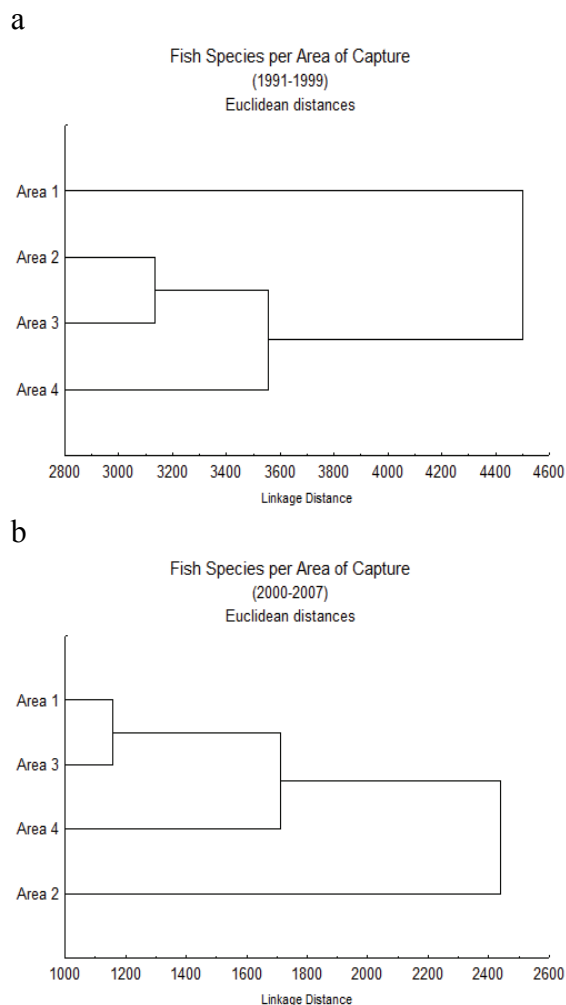 a
Fish Species per Area of Capture
(1991-1999)
Euclidean distances
Area 1
Area 2
Area 3
Area 4
2800 3000 3200 3400 3600 3800 4000 4200 4400 4600
Linkage Distance
b
Fish Species per Area of Capture
(2000-2007)
Euclidean distances
Area 1
Area 3
Area 4
Area 2
1000 1200 1400 1600 1800 2000 2200 2400 2600
Linkage Distance